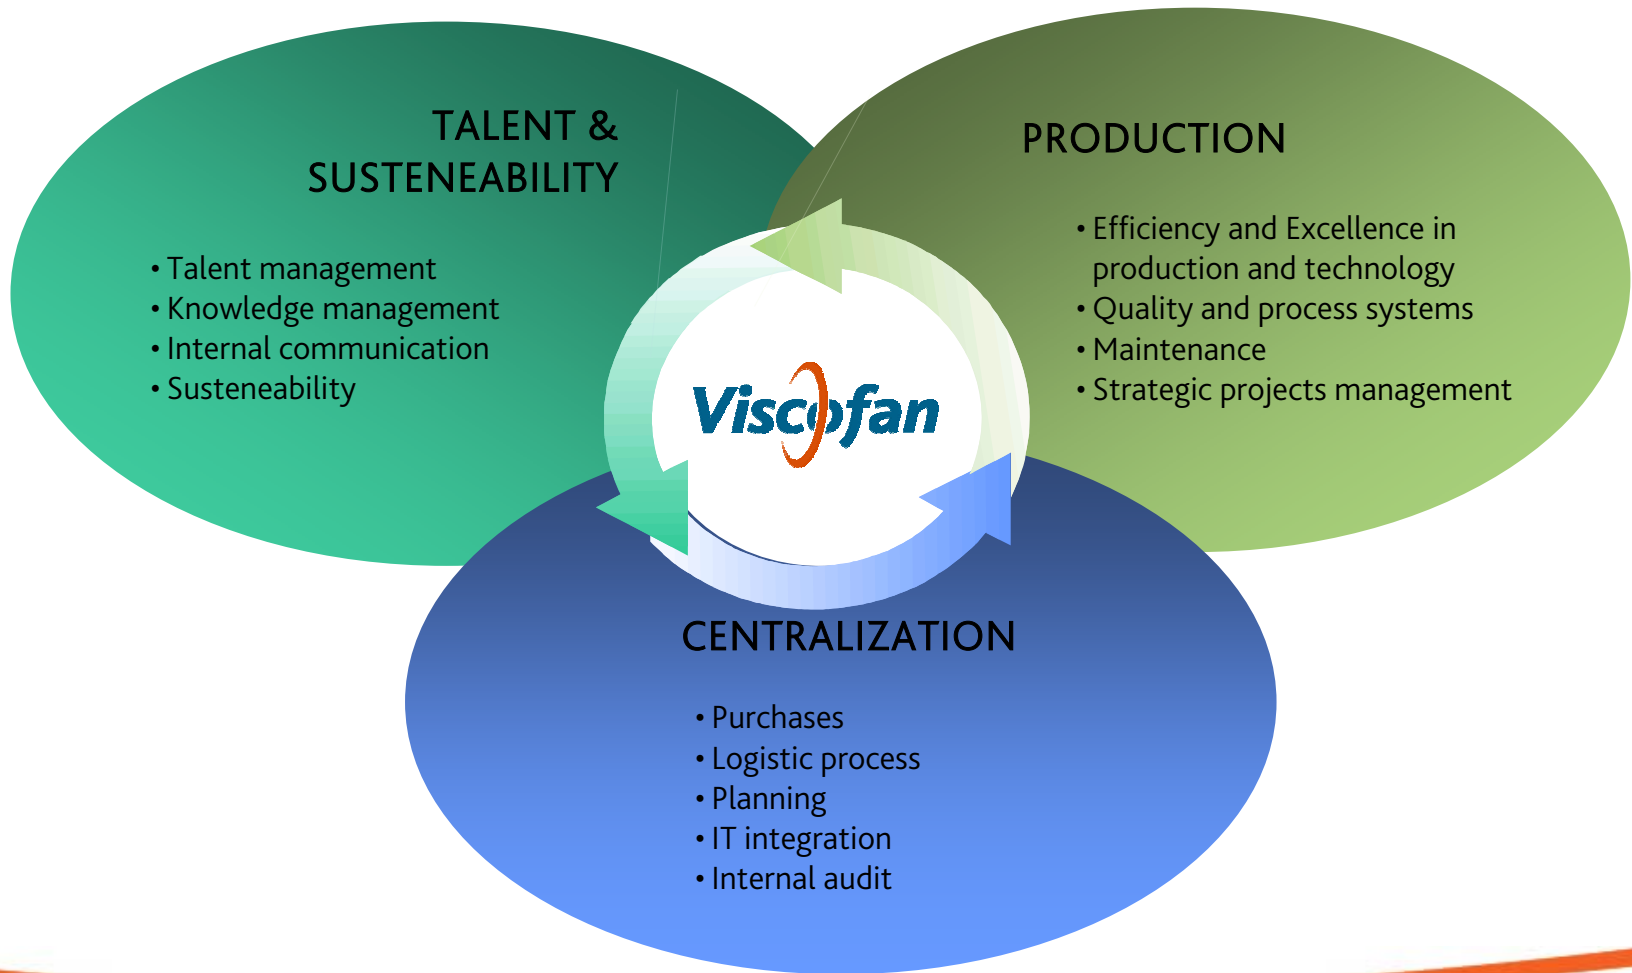 TALENT &
SUSTENEABILITY
• Talent management
• Knowledge management
• Internal communication
• Susteneability
PRODUCTION
• Efficiency and Excellence in
production and technology
• Quality and process systems
• Maintenance
• Strategic projects management
Viscofan
CENTRALIZATION
• Purchases
• Logistic process
• Planning
• IT integration
• Internal audit